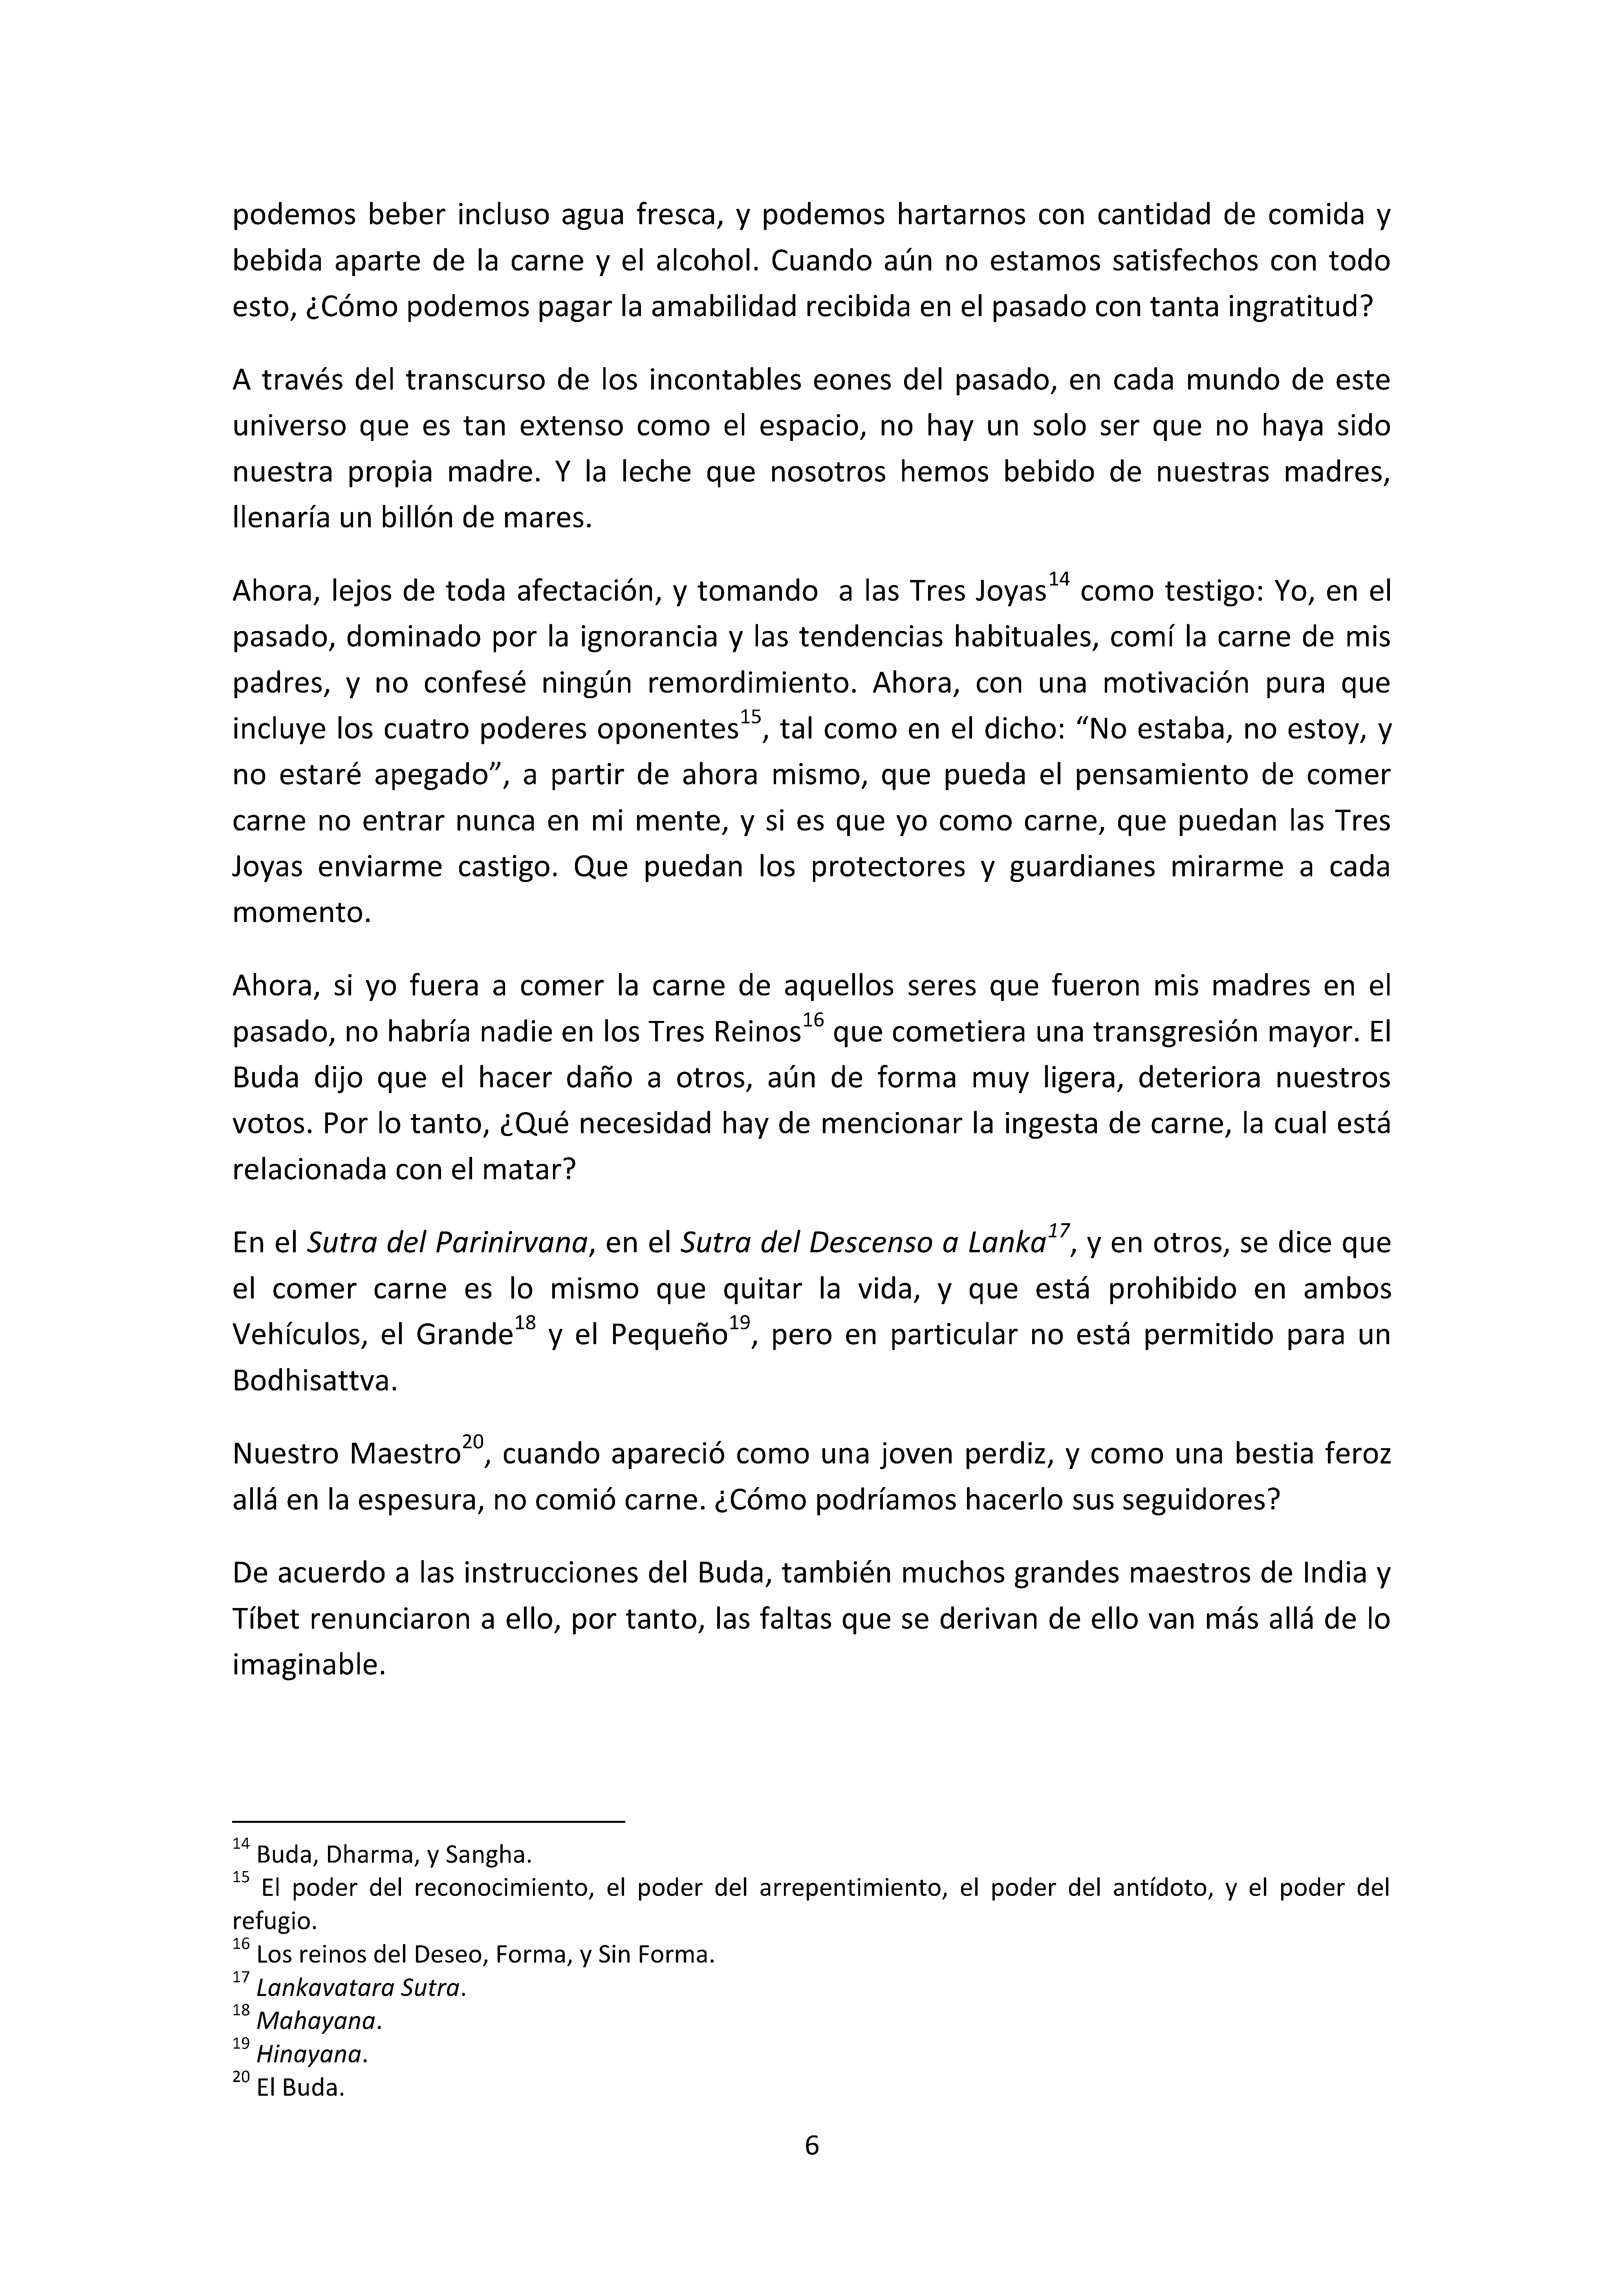 podemos beber incluso agua fresca, y podemos hartarnos con cantidad de comida y
bebida aparte de la carne y el alcohol. Cuando aún no estamos satisfechos con todo
esto, ¿Cómo podemos pagar la amabilidad recibida en el pasado con tanta ingratitud?
A través del transcurso de los incontables eones del pasado, en cada mundo de este
universo que es tan extenso como el espacio, no hay un solo ser que no haya sido
nuestra propia madre. Y la leche que nosotros hemos bebido de nuestras madres,
llenaría un billón de mares.
Ahora, lejos de toda afectación, y tomando  a las Tres Joyas14 como testigo: Yo, en el
pasado, dominado por la ignorancia y las tendencias habituales, comí la carne de mis
padres, y no confesé ningún remordimiento. Ahora, con una motivación pura que
incluye los cuatro poderes oponentes15, tal como en el dicho: “No estaba, no estoy, y
no estaré apegado”, a partir de ahora mismo, que pueda el pensamiento de comer
carne no entrar nunca en mi mente, y si es que yo como carne, que puedan las Tres
Joyas enviarme castigo. Que puedan los protectores y guardianes mirarme a cada
momento.
Ahora, si yo fuera a comer la carne de aquellos seres que fueron mis madres en el
pasado, no habría nadie en los Tres Reinos16 que cometiera una transgresión mayor. El
Buda dijo que el hacer daño a otros, aún de forma muy ligera, deteriora nuestros
votos. Por lo tanto, ¿Qué necesidad hay de mencionar la ingesta de carne, la cual está
relacionada con el matar?
En el Sutra del Parinirvana, en el Sutra del Descenso a Lanka17, y en otros, se dice que
el comer carne es lo mismo que quitar la vida, y que está prohibido en ambos
Vehículos, el Grande18 y el Pequeño19, pero en particular no está permitido para un
Bodhisattva.
Nuestro Maestro20, cuando apareció como una joven perdiz, y como una bestia feroz
allá en la espesura, no comió carne. ¿Cómo podríamos hacerlo sus seguidores?
De acuerdo a las instrucciones del Buda, también muchos grandes maestros de India y
Tíbet renunciaron a ello, por tanto, las faltas que se derivan de ello van más allá de lo
imaginable.
14 Buda, Dharma, y Sangha.
15 El poder del reconocimiento, el poder del arrepentimiento, el poder del antídoto, y el poder del
refugio.
16 Los reinos del Deseo, Forma, y Sin Forma.
17 Lankavatara Sutra.
18 Mahayana.
19 Hinayana.
20 El Buda.
6